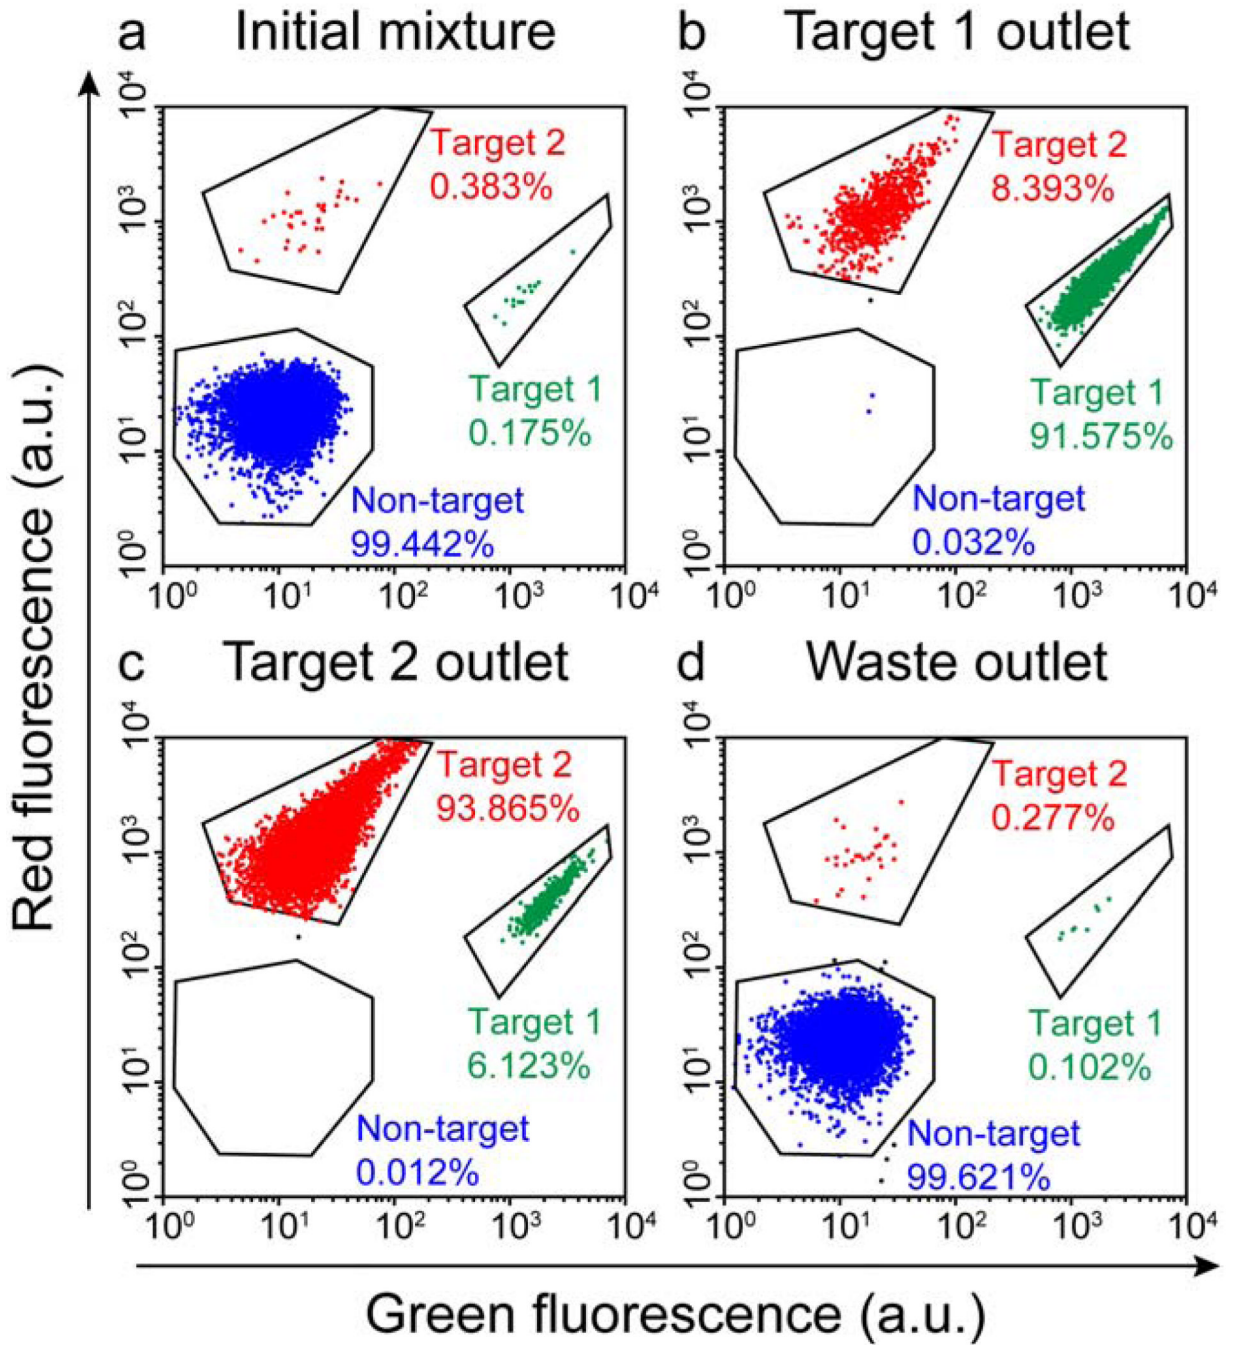 a Initial mixture
b Target 1 outlet
Red fluorescence (a.u.)
10⁴
10³
10²
10¹
10⁰
Target 2
0.383%
Target 1
0.175%
Non-target
99.442%
10⁰ 10¹ 10² 10³ 10⁴
10⁴
10³
10²
10¹
10⁰
Target 2
8.393%
Target 1
91.575%
Non-target
0.032%
10⁰ 10¹ 10² 10³ 10⁴
c Target 2 outlet
d Waste outlet
10⁴
10³
10²
10¹
10⁰
Target 2
93.865%
Target 1
6.123%
Non-target
0.012%
10⁰ 10¹ 10² 10³ 10⁴
10⁴
10³
10²
10¹
10⁰
Target 2
0.277%
Target 1
0.102%
Non-target
99.621%
10⁰ 10¹ 10² 10³ 10⁴
Green fluorescence (a.u.)